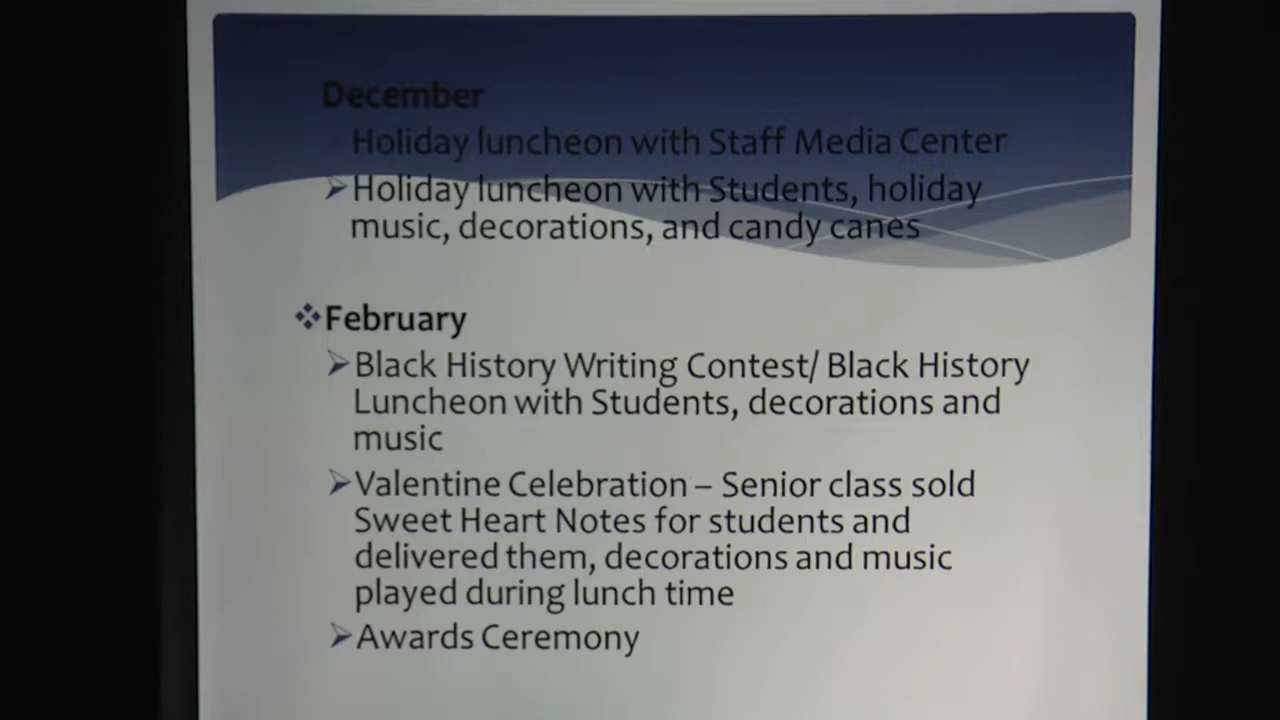 December
Holiday luncheon with Staff Media Center
Holiday luncheon with Students, holiday
music, decorations, and candy canes
February
Black History Writing Contest/ Black History
Luncheon with Students, decorations and
music
Valentine Celebration – Senior class sold
Sweet Heart Notes for students and
delivered them, decorations and music
played during lunch time
Awards Ceremony